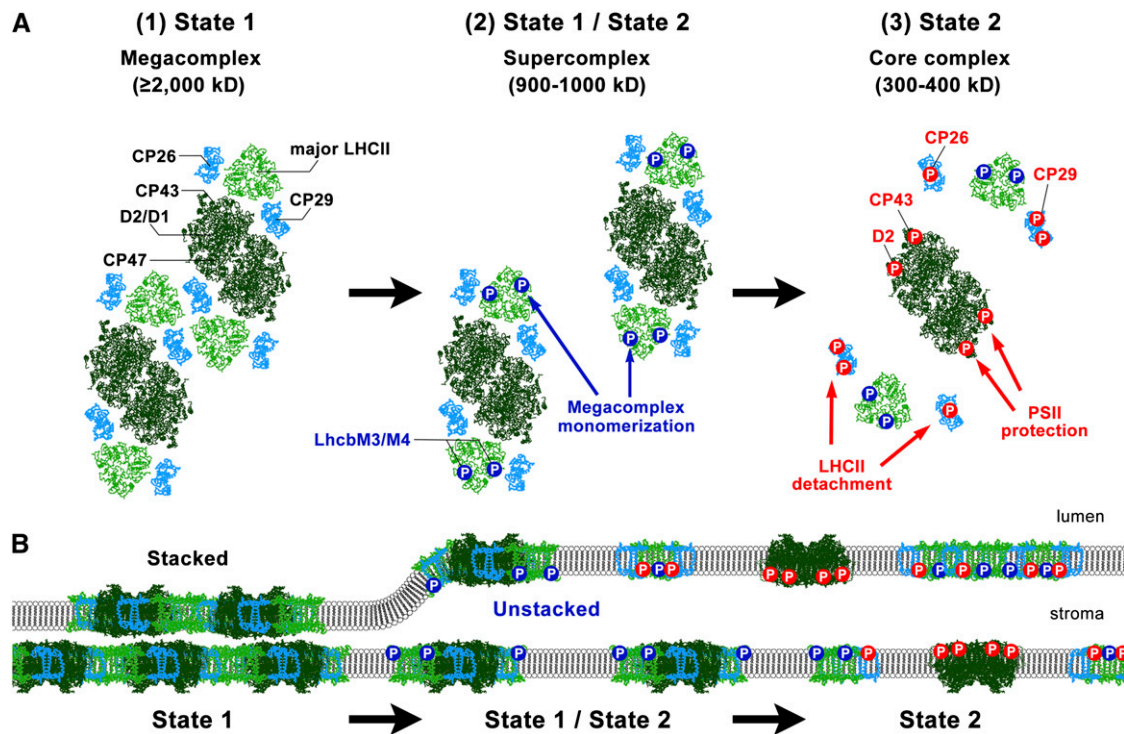 A
(1) State 1
Megacomplex
(≥2,000 kD)
(2) State 1 / State 2
Supercomplex
(900-1000 kD)
(3) State 2
Core complex
(300-400 kD)
CP26
major LHCII
CP43
CP29
D2/D1
CP47
P P
P P
P P
P P
LhcbM3/M4
Megacomplex
monomerization
CP26
CP29
CP43
D2
P
P P
P P
P P
P P
P P
P P
P
LHCII
detachment
PSII
protection
B
Stacked
Unstacked
lumen
stroma
P P P P P P P P P P P P P P P P P P
P P P P P P P P P P P P P P P P
State 1
State 1 / State 2
State 2